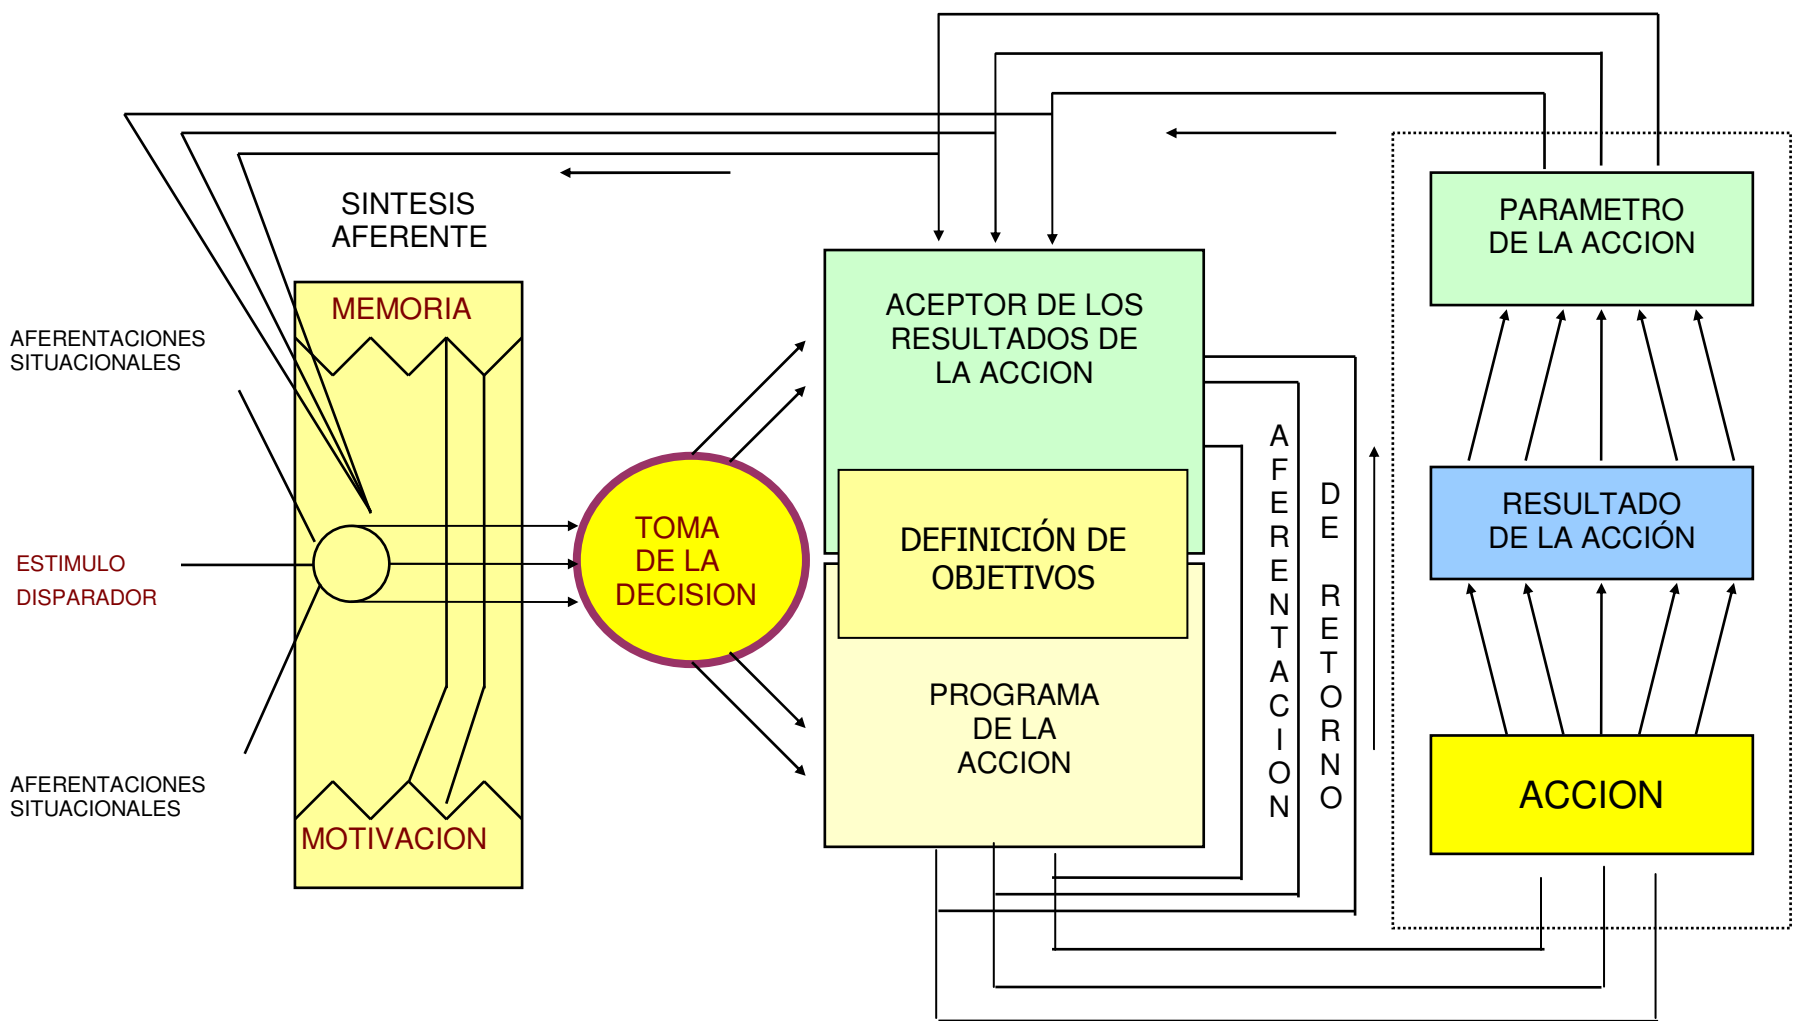 SINTESIS
AFERENTE
MEMORIA
AFERENTACIONES
SITUACIONALES
ESTIMULO
DISPARADOR
AFERENTACIONES
SITUACIONALES
MOTIVACION
TOMA
DE LA
DECISION
ACEPTOR DE LOS
RESULTADOS DE
LA ACCION
DEFINICIÓN DE
OBJETIVOS
PROGRAMA
DE LA
ACCION
AFERENTACION
DE RETORNO
PARAMETRO
DE LA ACCION
RESULTADO
DE LA ACCIÓN
ACCION